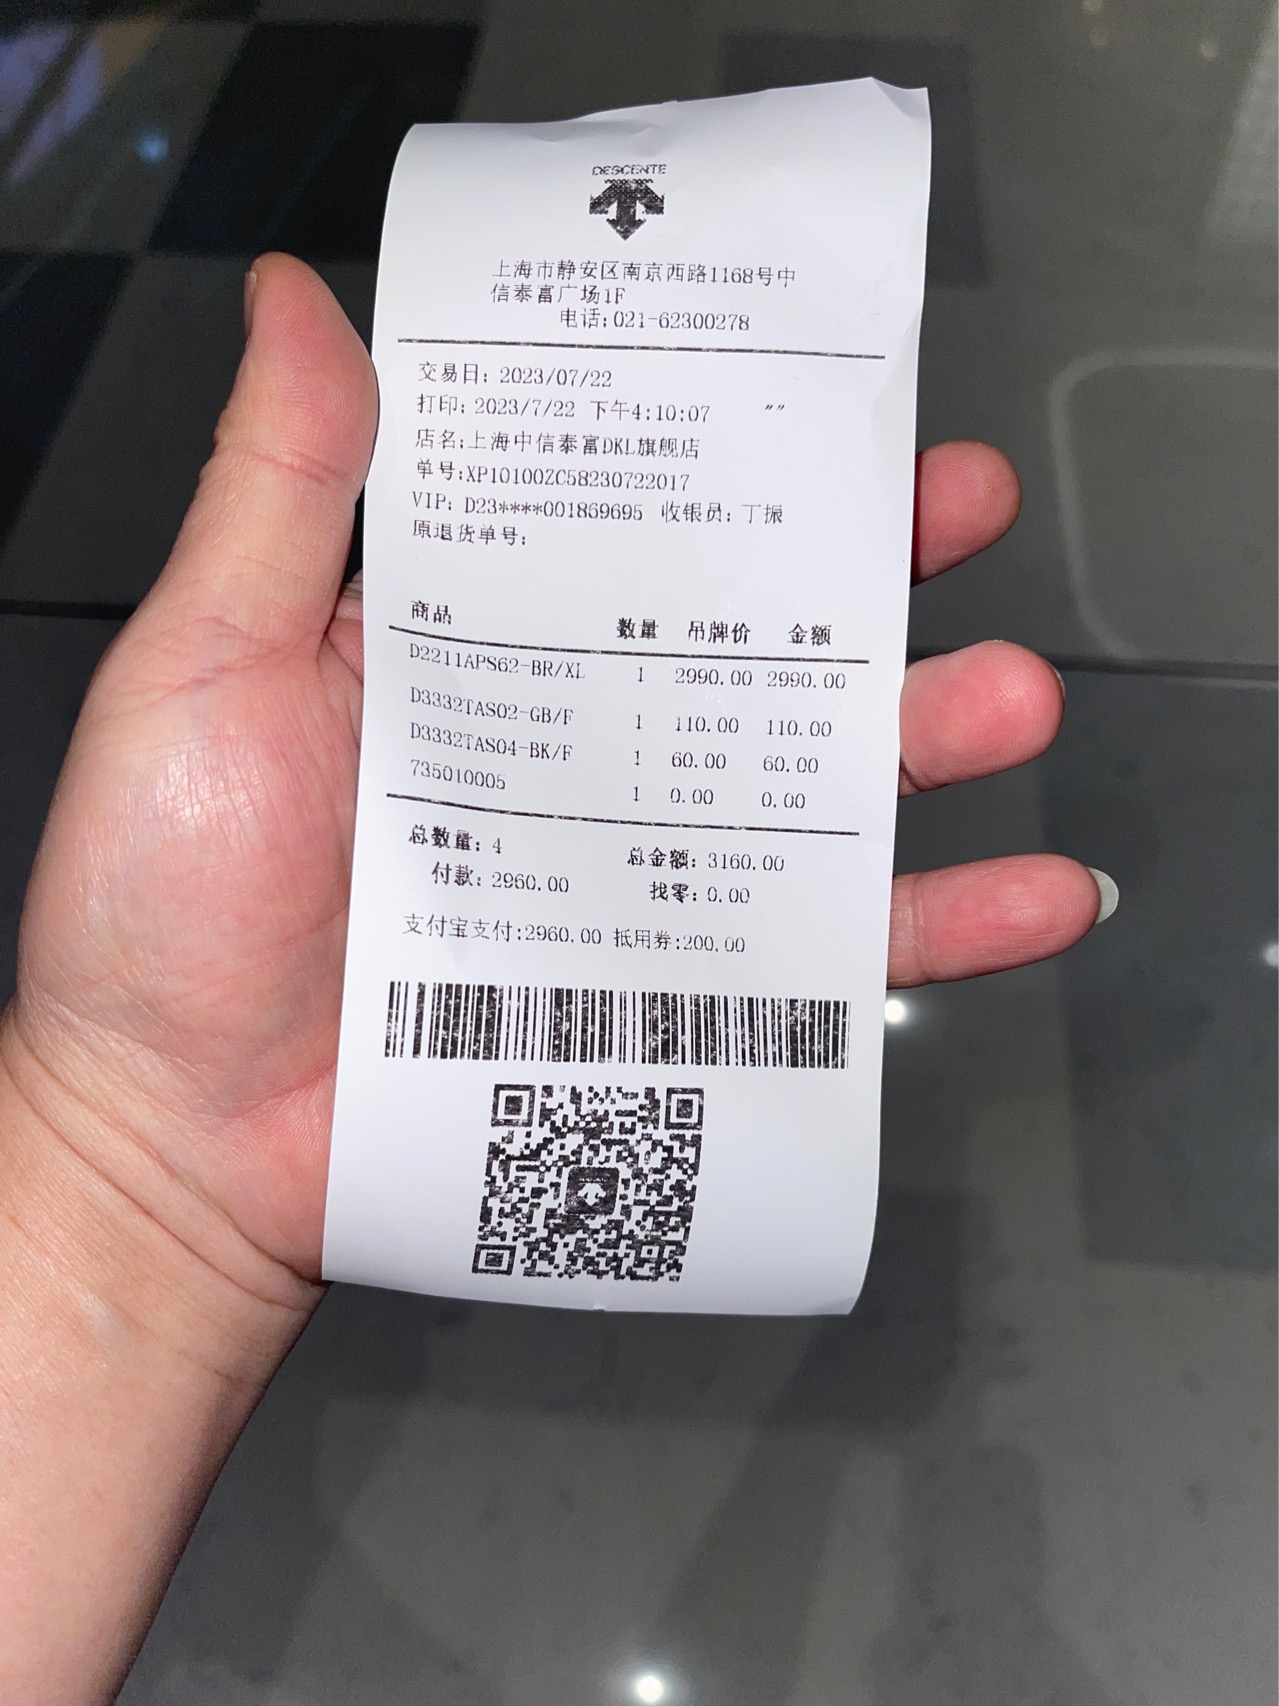 DESCENTE
上海市静安区南京西路1168号中
信泰富广场1F
电话:021-62300278
交易日: 2023/07/22
打印: 2023/7/22 下午4:10:07 ""
店名:上海中信泰富DKL旗舰店
单号:XP10100ZC58230722017
VIP: D23****001869695 收银员: 丁振
原退货单号:
商品 数量 吊牌价 金额
D2211APS62-BR/XL 1 2990.00 2990.00
D3332TAS02-GB/F 1 110.00 110.00
D3332TAS04-BK/F 1 60.00 60.00
735010005 1 0.00 0.00
总数量: 4 总金额: 3160.00
付款: 2960.00 找零: 0.00
支付宝支付:2960.00 抵用券:200.00